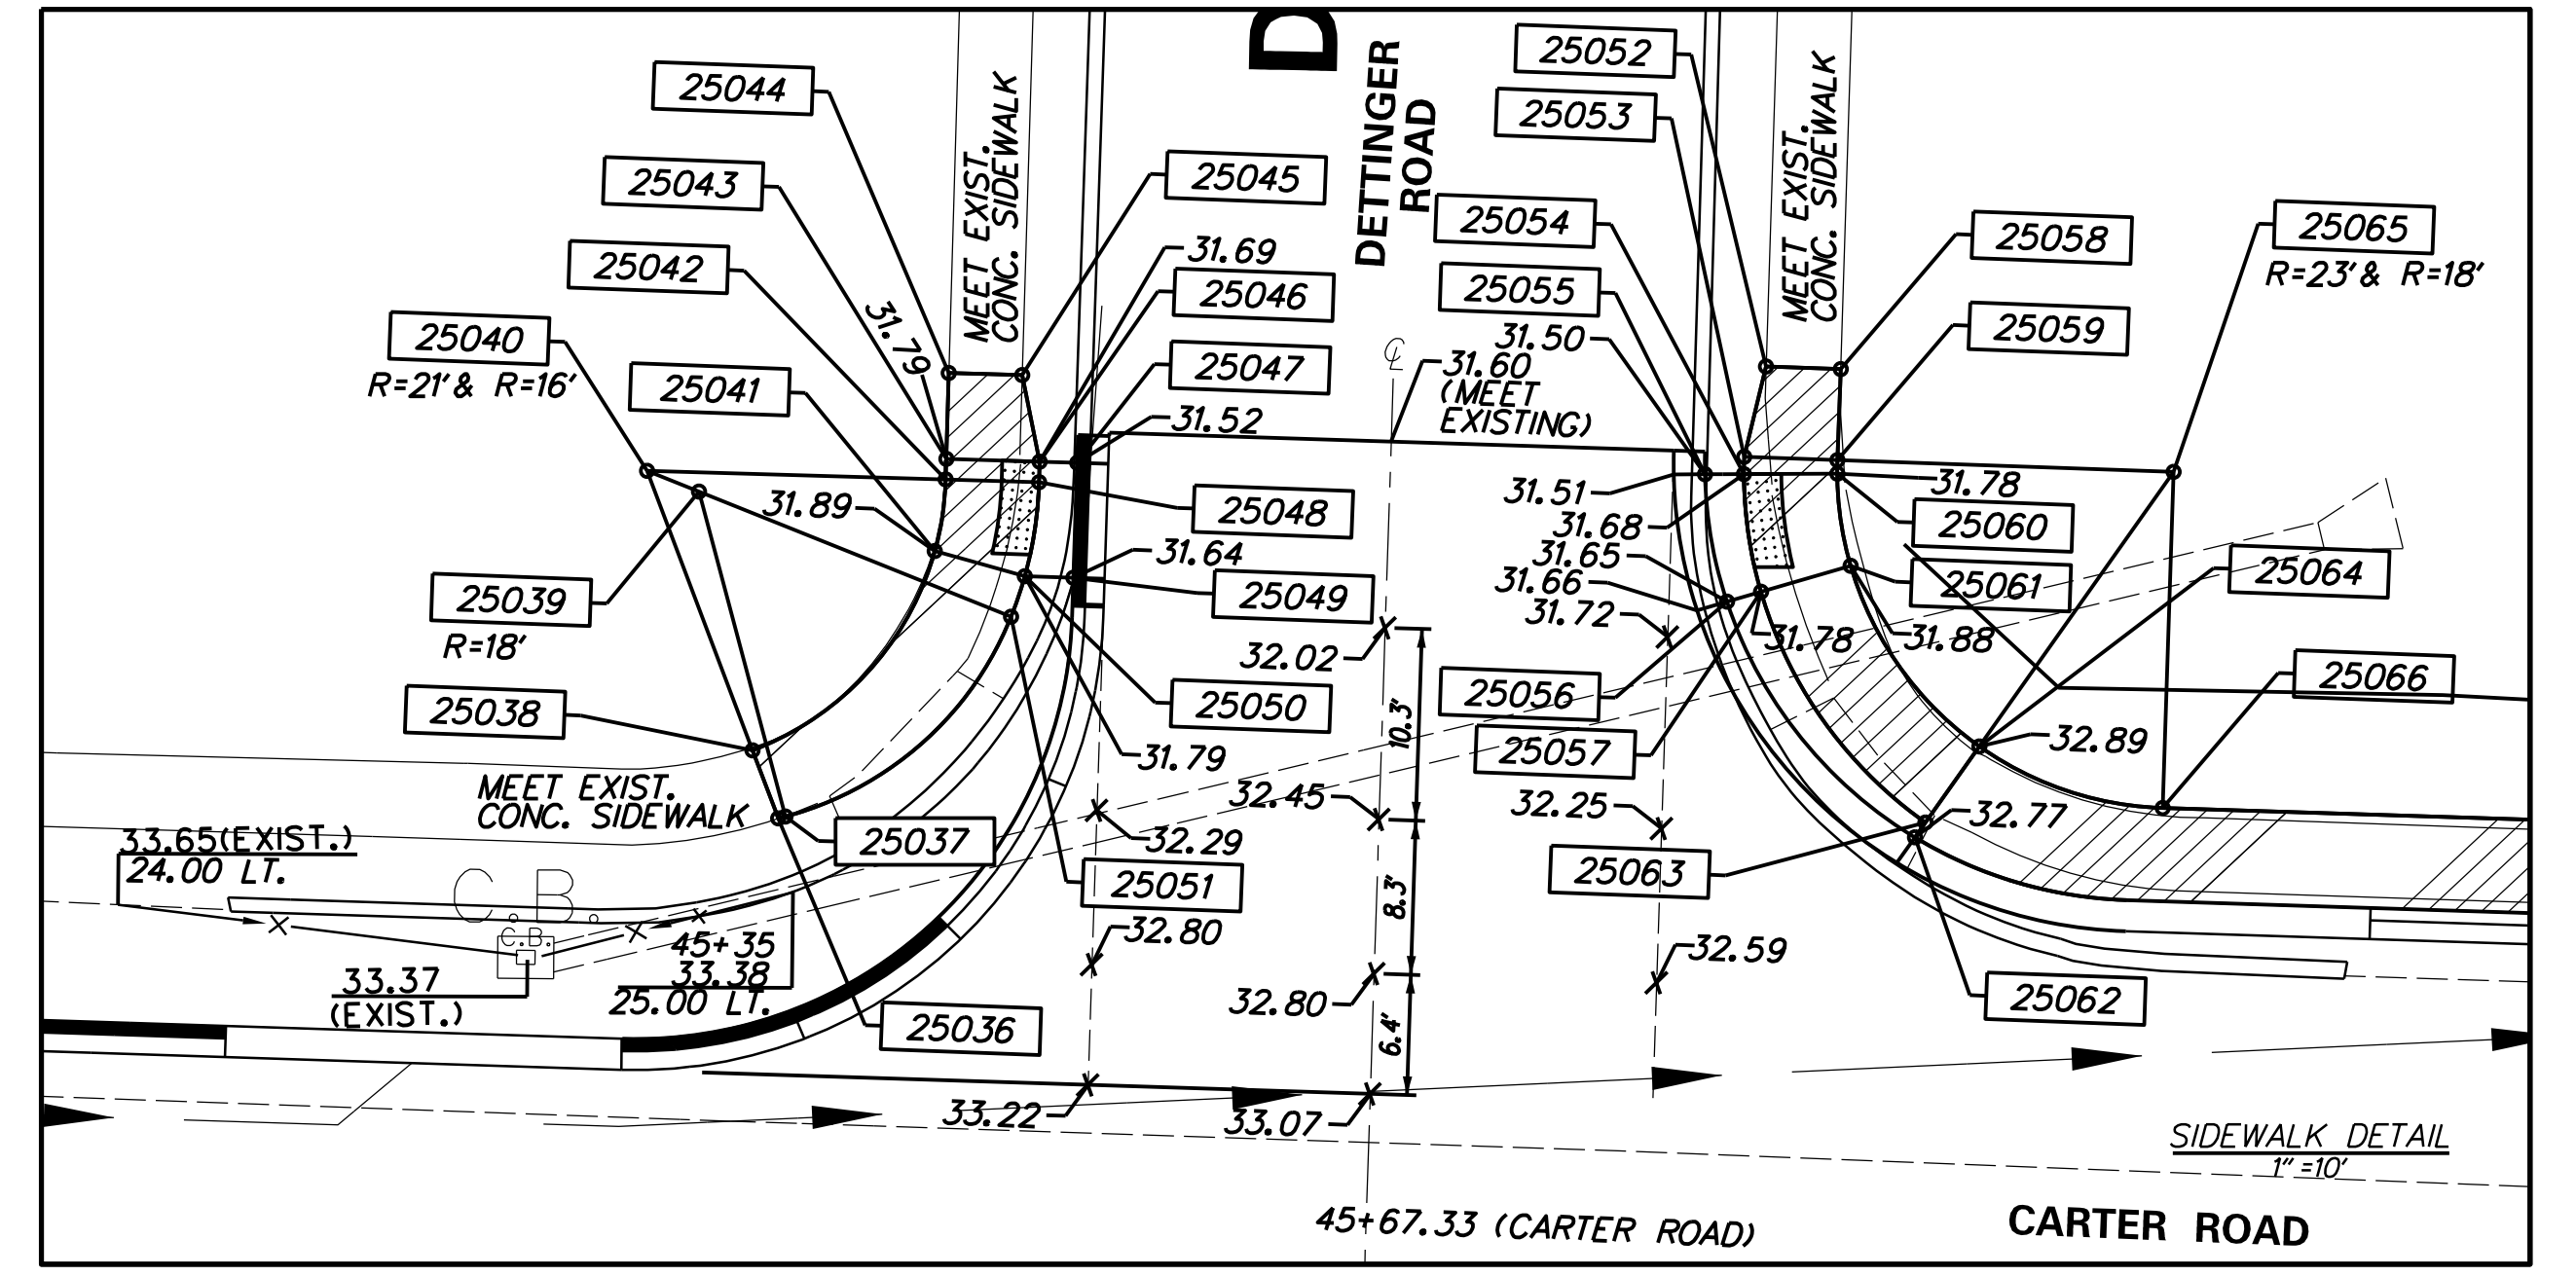 D
DETTINGER
ROAD
25044
25043
25042
25040
R=21'& R=16'
25041
31.79
MEET EXIST.
CONC. SIDEWALK
25045
31.69
25046
25047
31.52
31.89
25048
31.64
25049
25039
R=18'
25038
25050
31.79
MEET EXIST.
CONC. SIDEWALK
25037
25051
33.65(EXIST.)
24.00 LT.
C.B.
C.B.
45+35
33.38
25.00 LT.
33.37
(EXIST.)
25036
25052
25053
25054
25055
31.50
31.60
(MEET
EXISTING)
℄
MEET EXIST.
CONC. SIDEWALK
25058
25059
25065
R=23'& R=18'
31.51
31.68
31.65
31.66
31.72
31.78
25060
25061
25064
31.78
31.88
25056
25057
25066
32.89
32.77
25063
25062
32.02
10.3'
32.45
32.25
32.29
8.3'
32.80
32.59
32.80
6.4'
33.22
33.07
SIDEWALK DETAIL
1"=10'
45+67.33 (CARTER ROAD)
CARTER ROAD